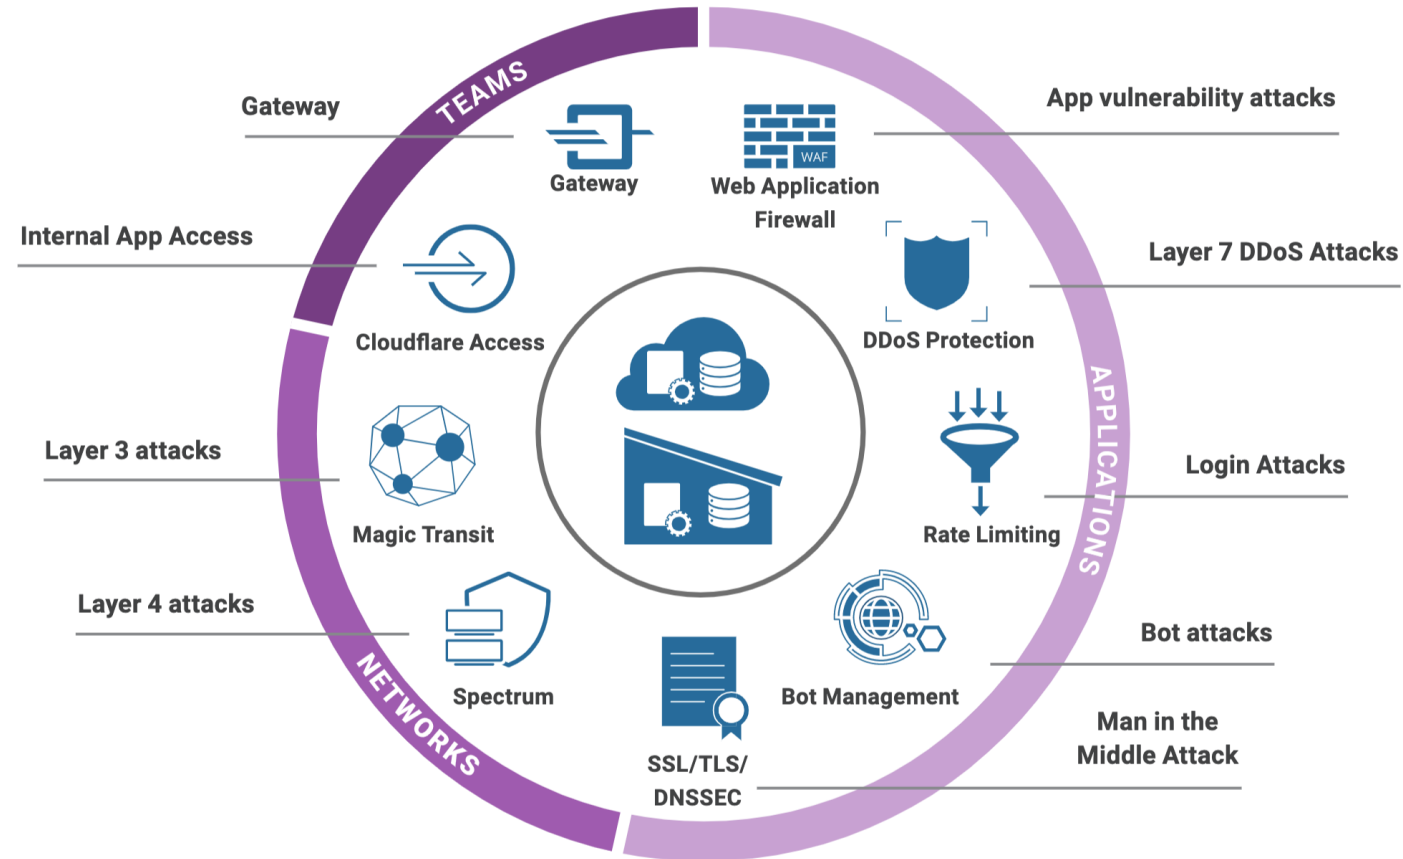 TEAMS
Gateway
Gateway
WAF
Web Application
Firewall
App vulnerability attacks
Internal App Access
Cloudflare Access
DDoS Protection
Layer 7 DDoS Attacks
APPLICATIONS
Layer 3 attacks
Magic Transit
Rate Limiting
Login Attacks
Layer 4 attacks
Spectrum
Bot Management
Bot attacks
NETWORKS
SSL/TLS/
DNSSEC
Man in the
Middle Attack